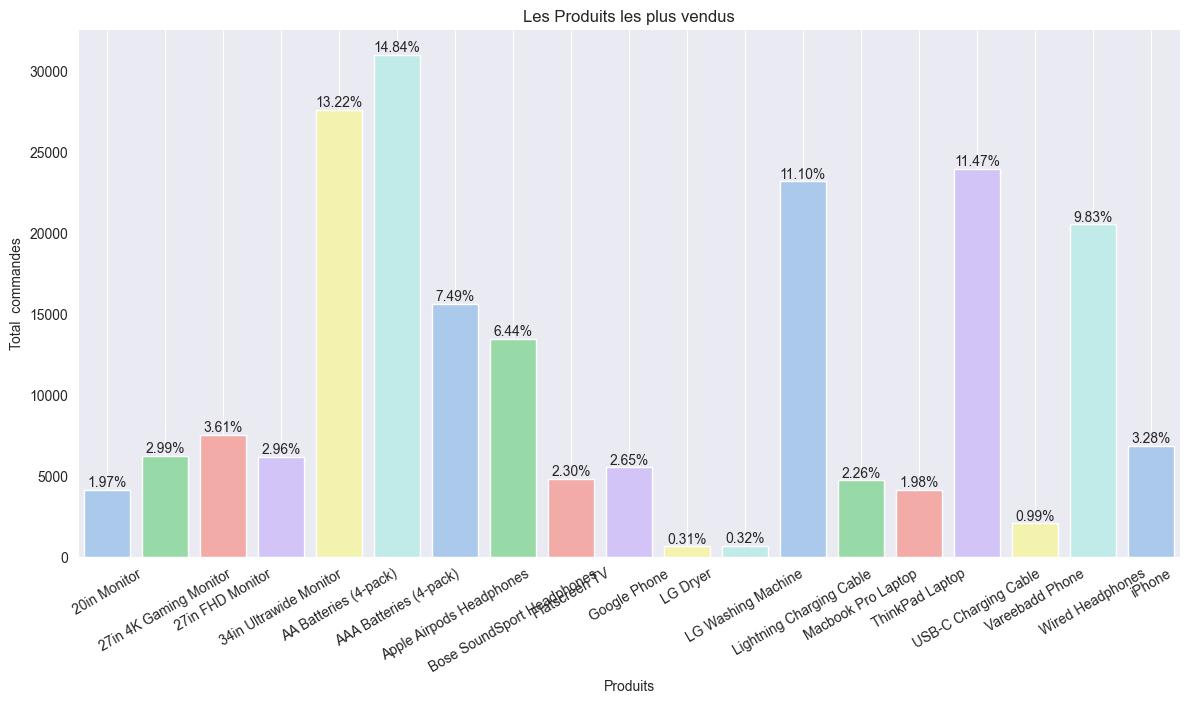 Les Produits les plus vendus
14.84%
13.22%
11.47%
11.10%
9.83%
7.49%
6.44%
3.61%
3.28%
2.99%
2.96%
2.65%
2.30%
2.26%
1.97%
1.98%
0.99%
0.31%
0.32%
30000
25000
20000
15000
10000
5000
0
Total commandes
20in Monitor
27in 4K Gaming Monitor
27in FHD Monitor
34in Ultrawide Monitor
AA Batteries (4-pack)
AAA Batteries (4-pack)
Apple Airpods Headphones
Bose SoundSport Headphones
Flatscreen TV
Google Phone
LG Dryer
LG Washing Machine
Lightning Charging Cable
Macbook Pro Laptop
ThinkPad Laptop
USB-C Charging Cable
Vareebadd Phone
Wired Headphones
iPhone
Produits